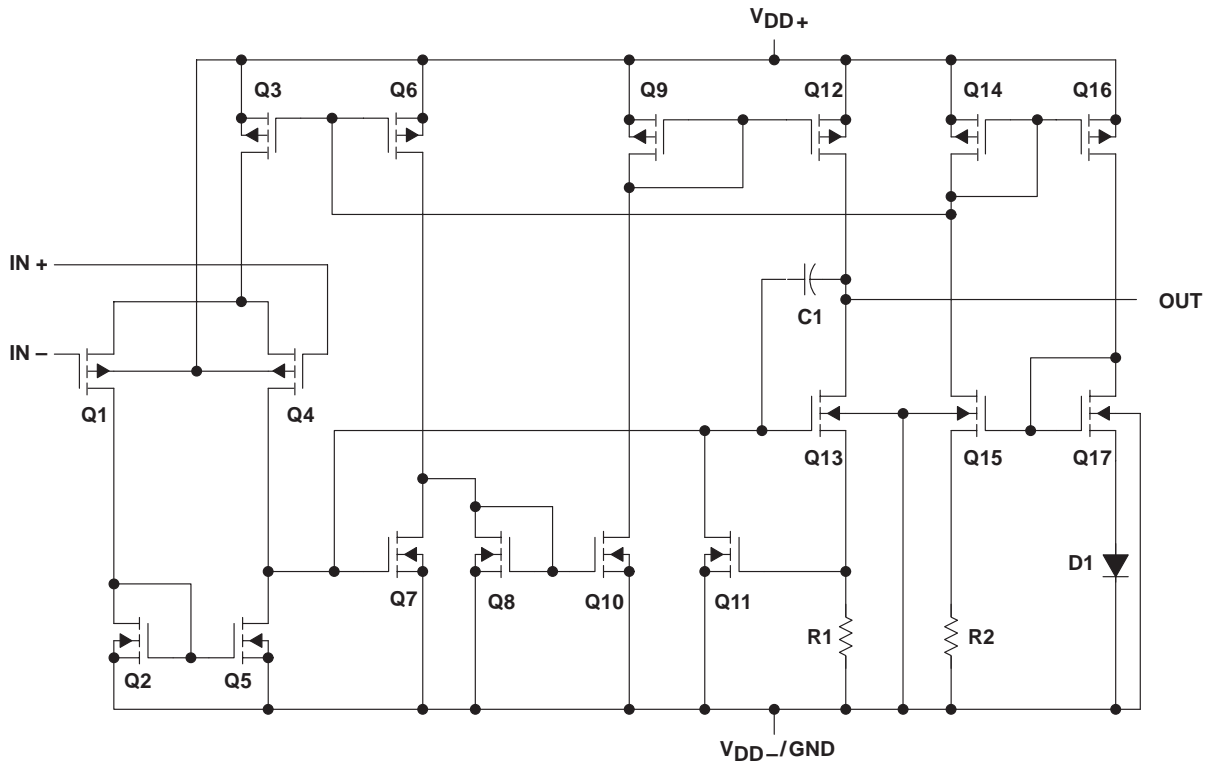 VDD+
Q3
Q6
Q9
Q12
Q14
Q16
IN +
C1
OUT
IN −
Q1
Q4
Q13
Q15
Q17
D1
Q7
Q8
Q10
Q11
R1
R2
Q2
Q5
VDD−/GND